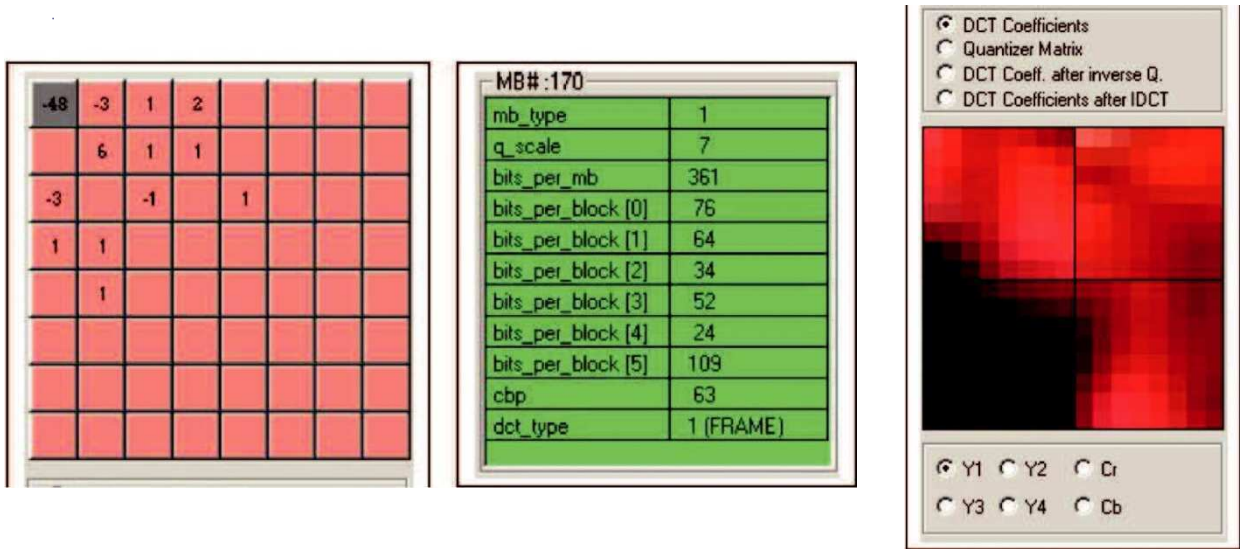 -48 -3 1 2
6 1 1
-3 -1 1
1 1
1
MB# :170
mb_type 1
q_scale 7
bits_per_mb 361
bits_per_block [0] 76
bits_per_block [1] 64
bits_per_block [2] 34
bits_per_block [3] 52
bits_per_block [4] 24
bits_per_block [5] 109
cbp 63
dct_type 1 (FRAME)
DCT Coefficients
Quantizer Matrix
DCT Coeff. after inverse Q.
DCT Coefficients after IDCT
Y1 Y2 Cr
Y3 Y4 Cb